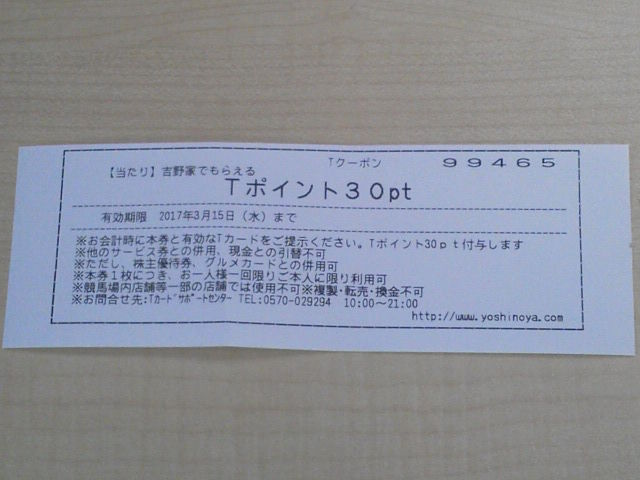 Tクーポン 99465
【当たり】吉野家でもらえる
Tポイント30pt
有効期限 2017年3月15日(水)まで
※お会計時に本券と有効なTカードをご提示ください。Tポイント30pt付与します
※他のサービス券との併用、現金との引替不可
※ただし、株主優待券、グルメカードとの併用可
※本券1枚につき、お一人様一回限りご本人に限り利用可
※競馬場内店舗等一部の店舗では使用不可※複製・転売・換金不可
※お問合せ先:Tカードサポートセンター TEL:0570-029294 10:00~21:00
http://www.yoshinoya.com